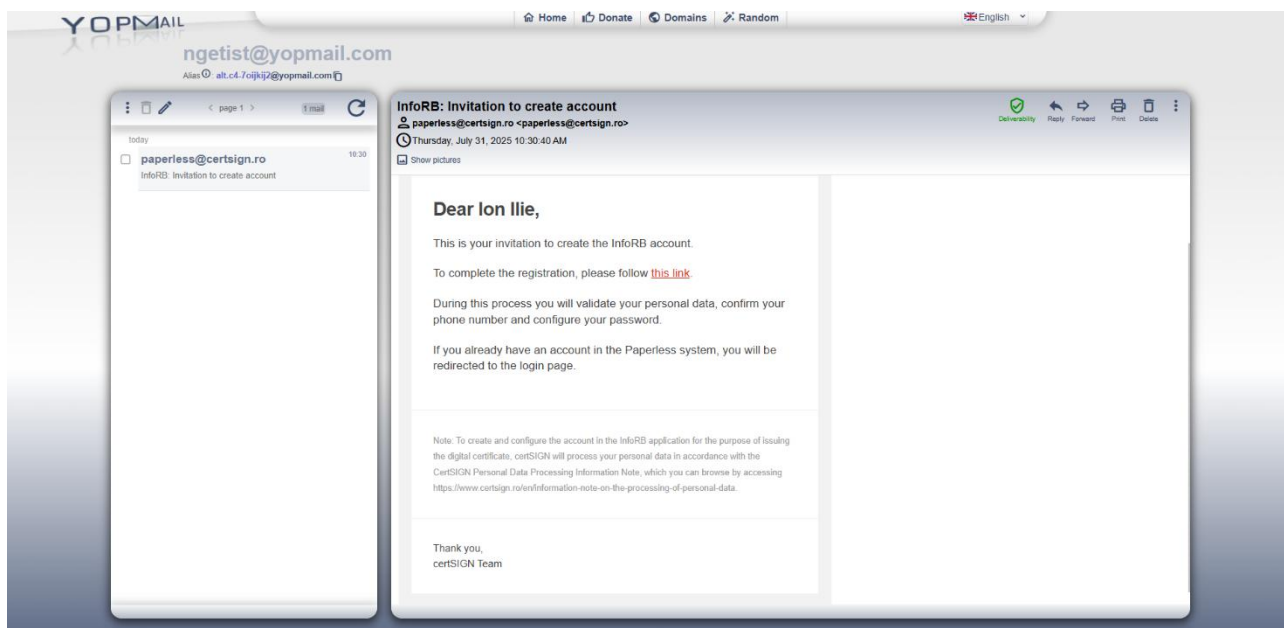 YOPMAIL
Home Donate Domains Random
English
ngetist@yopmail.com
Alias alt.c4-7oijkij2@yopmail.com
page 1
1 mail
today
paperless@certsign.ro 10:30
InfoRB: Invitation to create account
InfoRB: Invitation to create account
paperless@certsign.ro <paperless@certsign.ro>
Thursday, July 31, 2025 10:30:40 AM
Show pictures
Deliverability Reply Forward Print Delete
Dear Ion Ilie,
This is your invitation to create the InfoRB account.
To complete the registration, please follow this link.
During this process you will validate your personal data, confirm your
phone number and configure your password.
If you already have an account in the Paperless system, you will be
redirected to the login page.
Note: To create and configure the account in the InfoRB application for the purpose of issuing
the digital certificate, certSIGN will process your personal data in accordance with the
CertSIGN Personal Data Processing Information Note, which you can browse by accessing
https://www.certsign.ro/en/information-note-on-the-processing-of-personal-data.
Thank you,
certSIGN Team